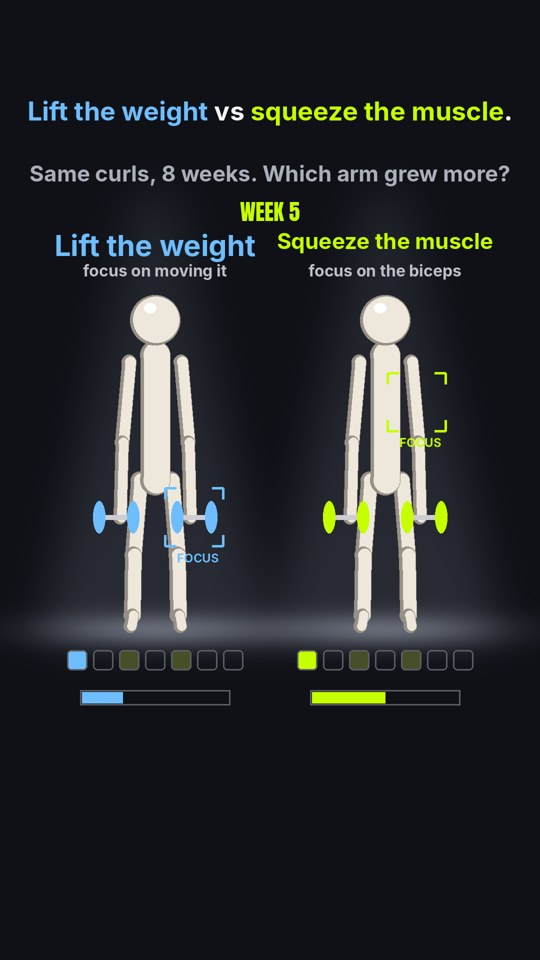 Lift the weight vs squeeze the muscle.
Same curls, 8 weeks. Which arm grew more?
WEEK 5
Lift the weight
focus on moving it
Squeeze the muscle
focus on the biceps
FOCUS
FOCUS